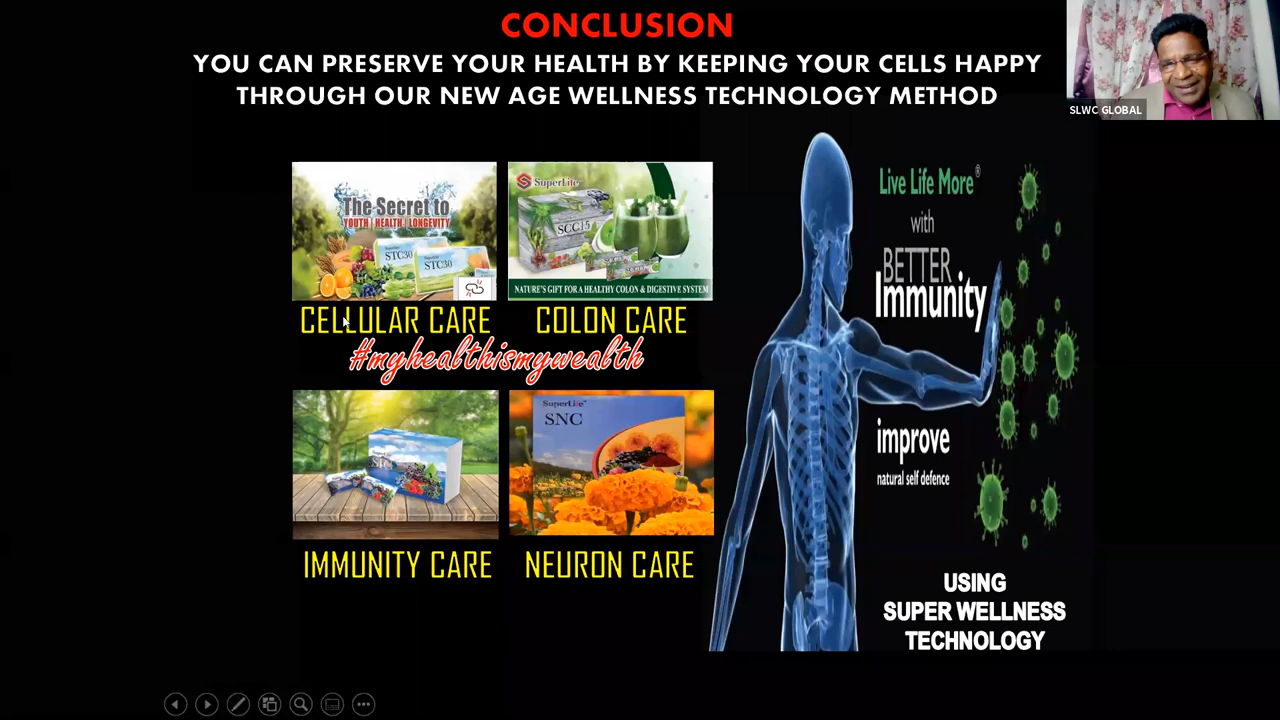 CONCLUSION
YOU CAN PRESERVE YOUR HEALTH BY KEEPING YOUR CELLS HAPPY
THROUGH OUR NEW AGE WELLNESS TECHNOLOGY METHOD
SLWC GLOBAL
The Secret to
YOUTH | HEALTH | LONGEVITY
STC30
STC30
SuperLife
SCC15
NATURE'S GIFT FOR A HEALTHY COLON & DIGESTIVE SYSTEM
CELLULAR CARE
COLON CARE
#myhealthismywealth
SuperLife
SNC
IMMUNITY CARE
NEURON CARE
Live Life More®
with
BETTER
Immunity
improve
natural self defence
USING
SUPER WELLNESS
TECHNOLOGY